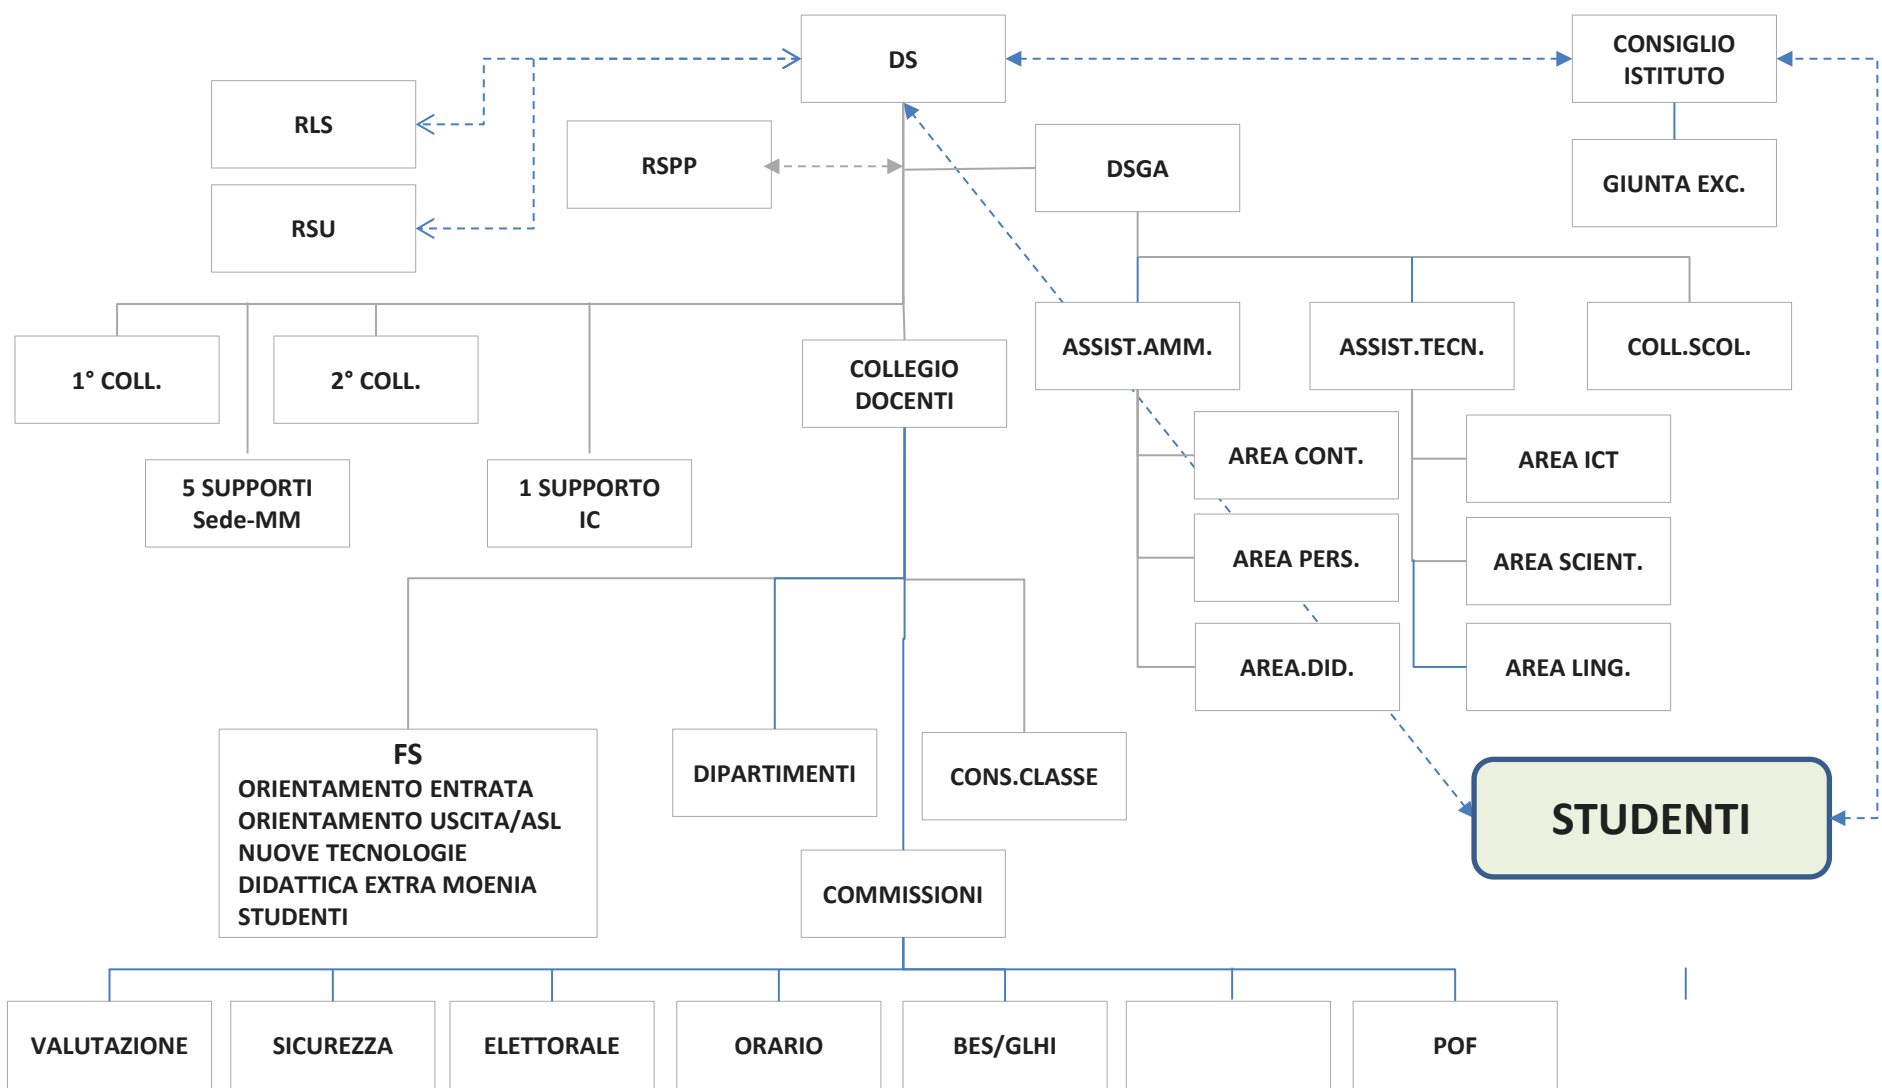 DS
CONSIGLIO
ISTITUTO
RLS
RSPP
DSGA
GIUNTA EXC.
RSU
1° COLL.
2° COLL.
COLLEGIO
DOCENTI
ASSIST.AMM.
ASSIST.TECN.
COLL.SCOL.
5 SUPPORTI
Sede-MM
1 SUPPORTO
IC
AREA CONT.
AREA ICT
AREA PERS.
AREA SCIENT.
AREA.DID.
AREA LING.
FS
ORIENTAMENTO ENTRATA
ORIENTAMENTO USCITA/ASL
NUOVE TECNOLOGIE
DIDATTICA EXTRA MOENIA
STUDENTI
DIPARTIMENTI
CONS.CLASSE
STUDENTI
COMMISSIONI
VALUTAZIONE
SICUREZZA
ELETTORALE
ORARIO
BES/GLHI
POF